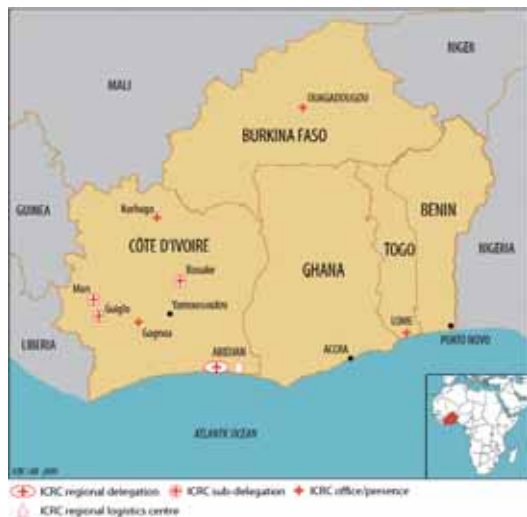 NIGER
MALI
OUAGADOUGOU
BURKINA FASO
GUINEA
Korhogo
BENIN
CÔTE D'IVOIRE
TOGO
GHANA
NIGERIA
Bouake
Man
Guiglo
Yamoussoukro
Gagnoa
LOME
LIBERIA
ABIDJAN
ACCRA
PORTO NOVO
ATLANTIC OCEAN
ICRC regional delegation ICRC sub-delegation ICRC office/presence
ICRC regional logistics centre